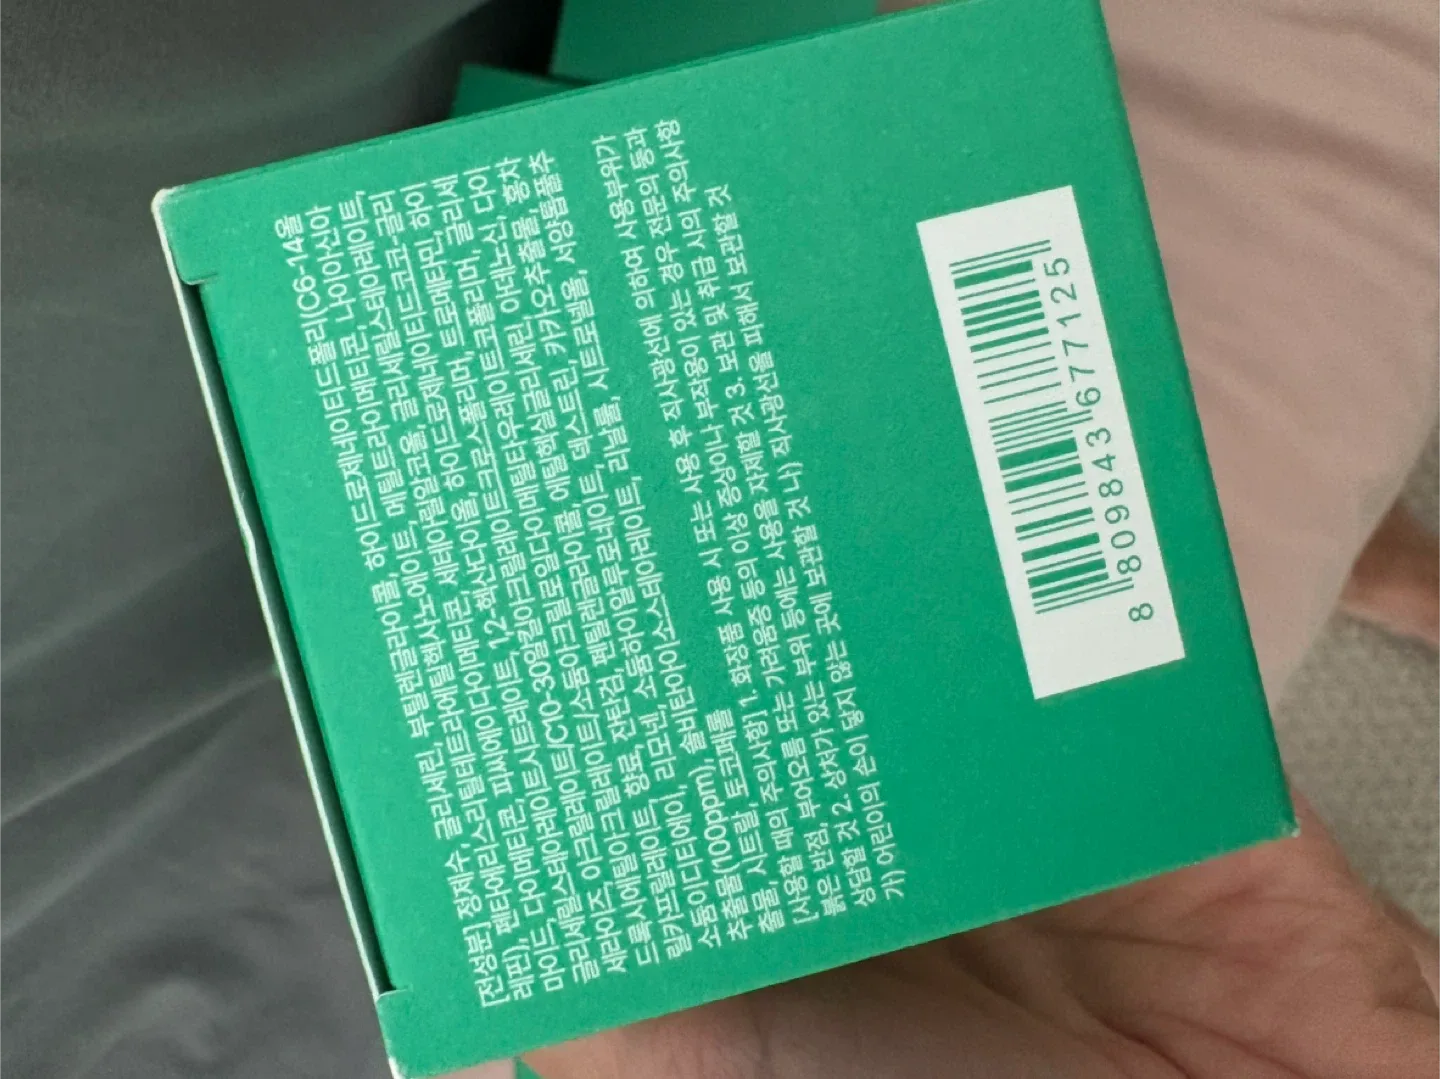 [전성분] 정제수, 글리세린, 부틸렌글라이콜, 하이드로제네이티드폴리(C6-14올
레핀), 펜타에리스리틸테트라에틸헥사노에이트, 메틸트라이메티콘, 나이아신아
마이드, 다이메티콘, 피씨에이다이메티콘, 세테아릴알코올, 글리세릴스테아레이트,
글리세릴스테아레이트시트레이트, 1,2-헥산다이올, 하이드로제네이티드코코-글리
세라이즈, 아크릴레이트/C10-30알킬아크릴레이트크로스폴리머, 트로메타민, 하이
드록시에틸아크릴레이트/소듐아크릴로일다이메틸타우레이트코폴리머, 글리세
릴카프릴레이트, 향료, 잔탄검, 펜틸렌글라이콜, 에틸헥실글리세린, 아데노신, 다이
소듐이디티에이, 리모넨, 소듐하이알루로네이트, 덱스트린, 카카오추출물, 홍차
추출물(100ppm), 솔비탄아이소스테아레이트, 리날룰, 시트로넬올, 서양톱풀추
출물, 시트랄, 토코페롤
[사용할 때의 주의사항] 1. 화장품 사용 시 또는 사용 후 직사광선에 의하여 사용부위가
붉은 반점, 부어오름 또는 가려움증 등의 이상 증상이나 부작용이 있는 경우 전문의 등과
상담할 것 2. 상처가 있는 부위 등에는 사용을 자제할 것 3. 보관 및 취급 시의 주의사항
가) 어린이의 손이 닿지 않는 곳에 보관할 것 나) 직사광선을 피해서 보관할 것
8 809843 677125